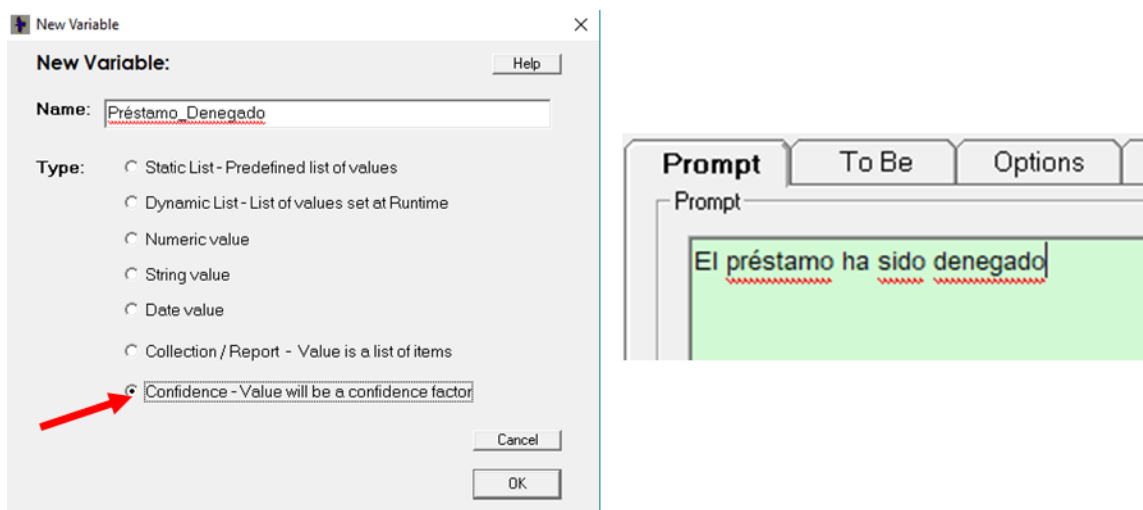 New Variable
New Variable:
Help
Name: Préstamo_Denegado
Type:
Static List - Predefined list of values
Dynamic List - List of values set at Runtime
Numeric value
String value
Date value
Collection / Report - Value is a list of items
Confidence - Value will be a confidence factor
Cancel
OK
Prompt To Be Options
Prompt
El préstamo ha sido denegado